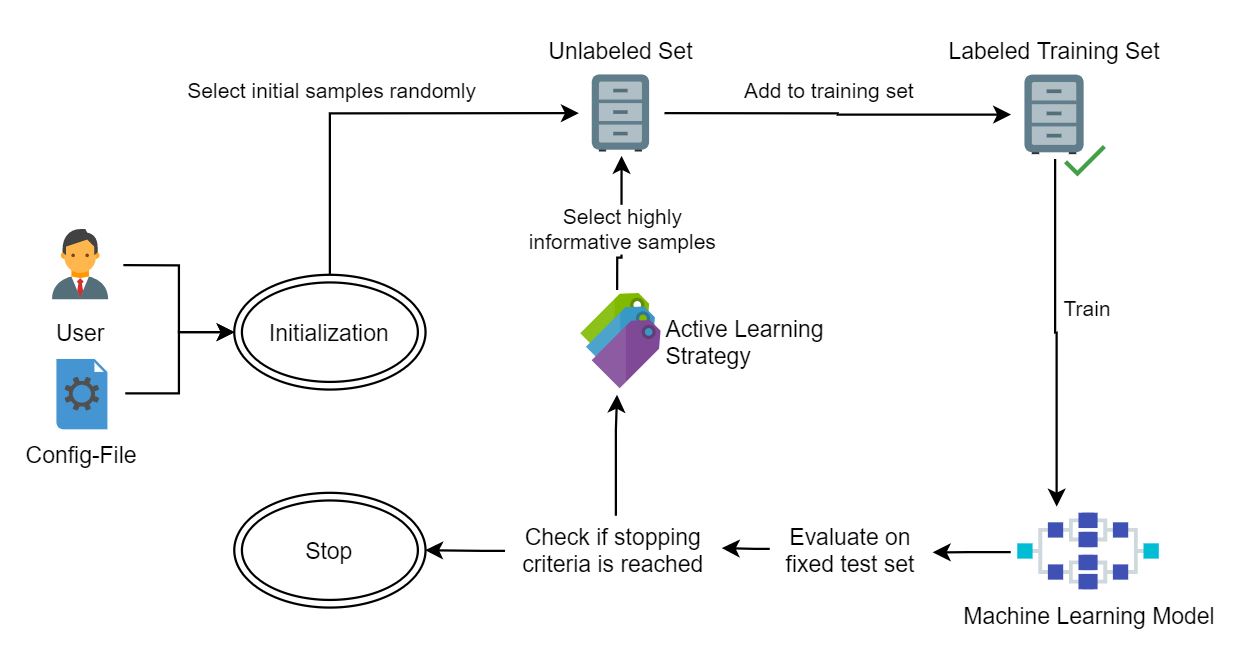 Unlabeled Set
Labeled Training Set
Select initial samples randomly
Add to training set
Select highly
informative samples
User
Initialization
Active Learning
Strategy
Train
Config-File
Stop
Check if stopping
criteria is reached
Evaluate on
fixed test set
Machine Learning Model